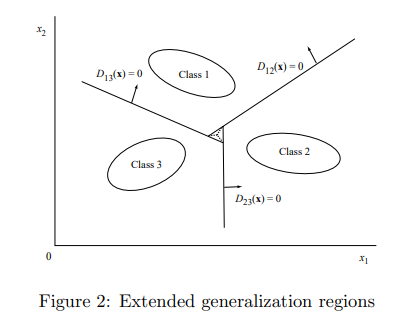 x₂
Class 1
D₁₃(x) = 0
D₁₂(x) = 0
Class 2
Class 3
D₂₃(x) = 0
0
x₁
Figure 2: Extended generalization regions